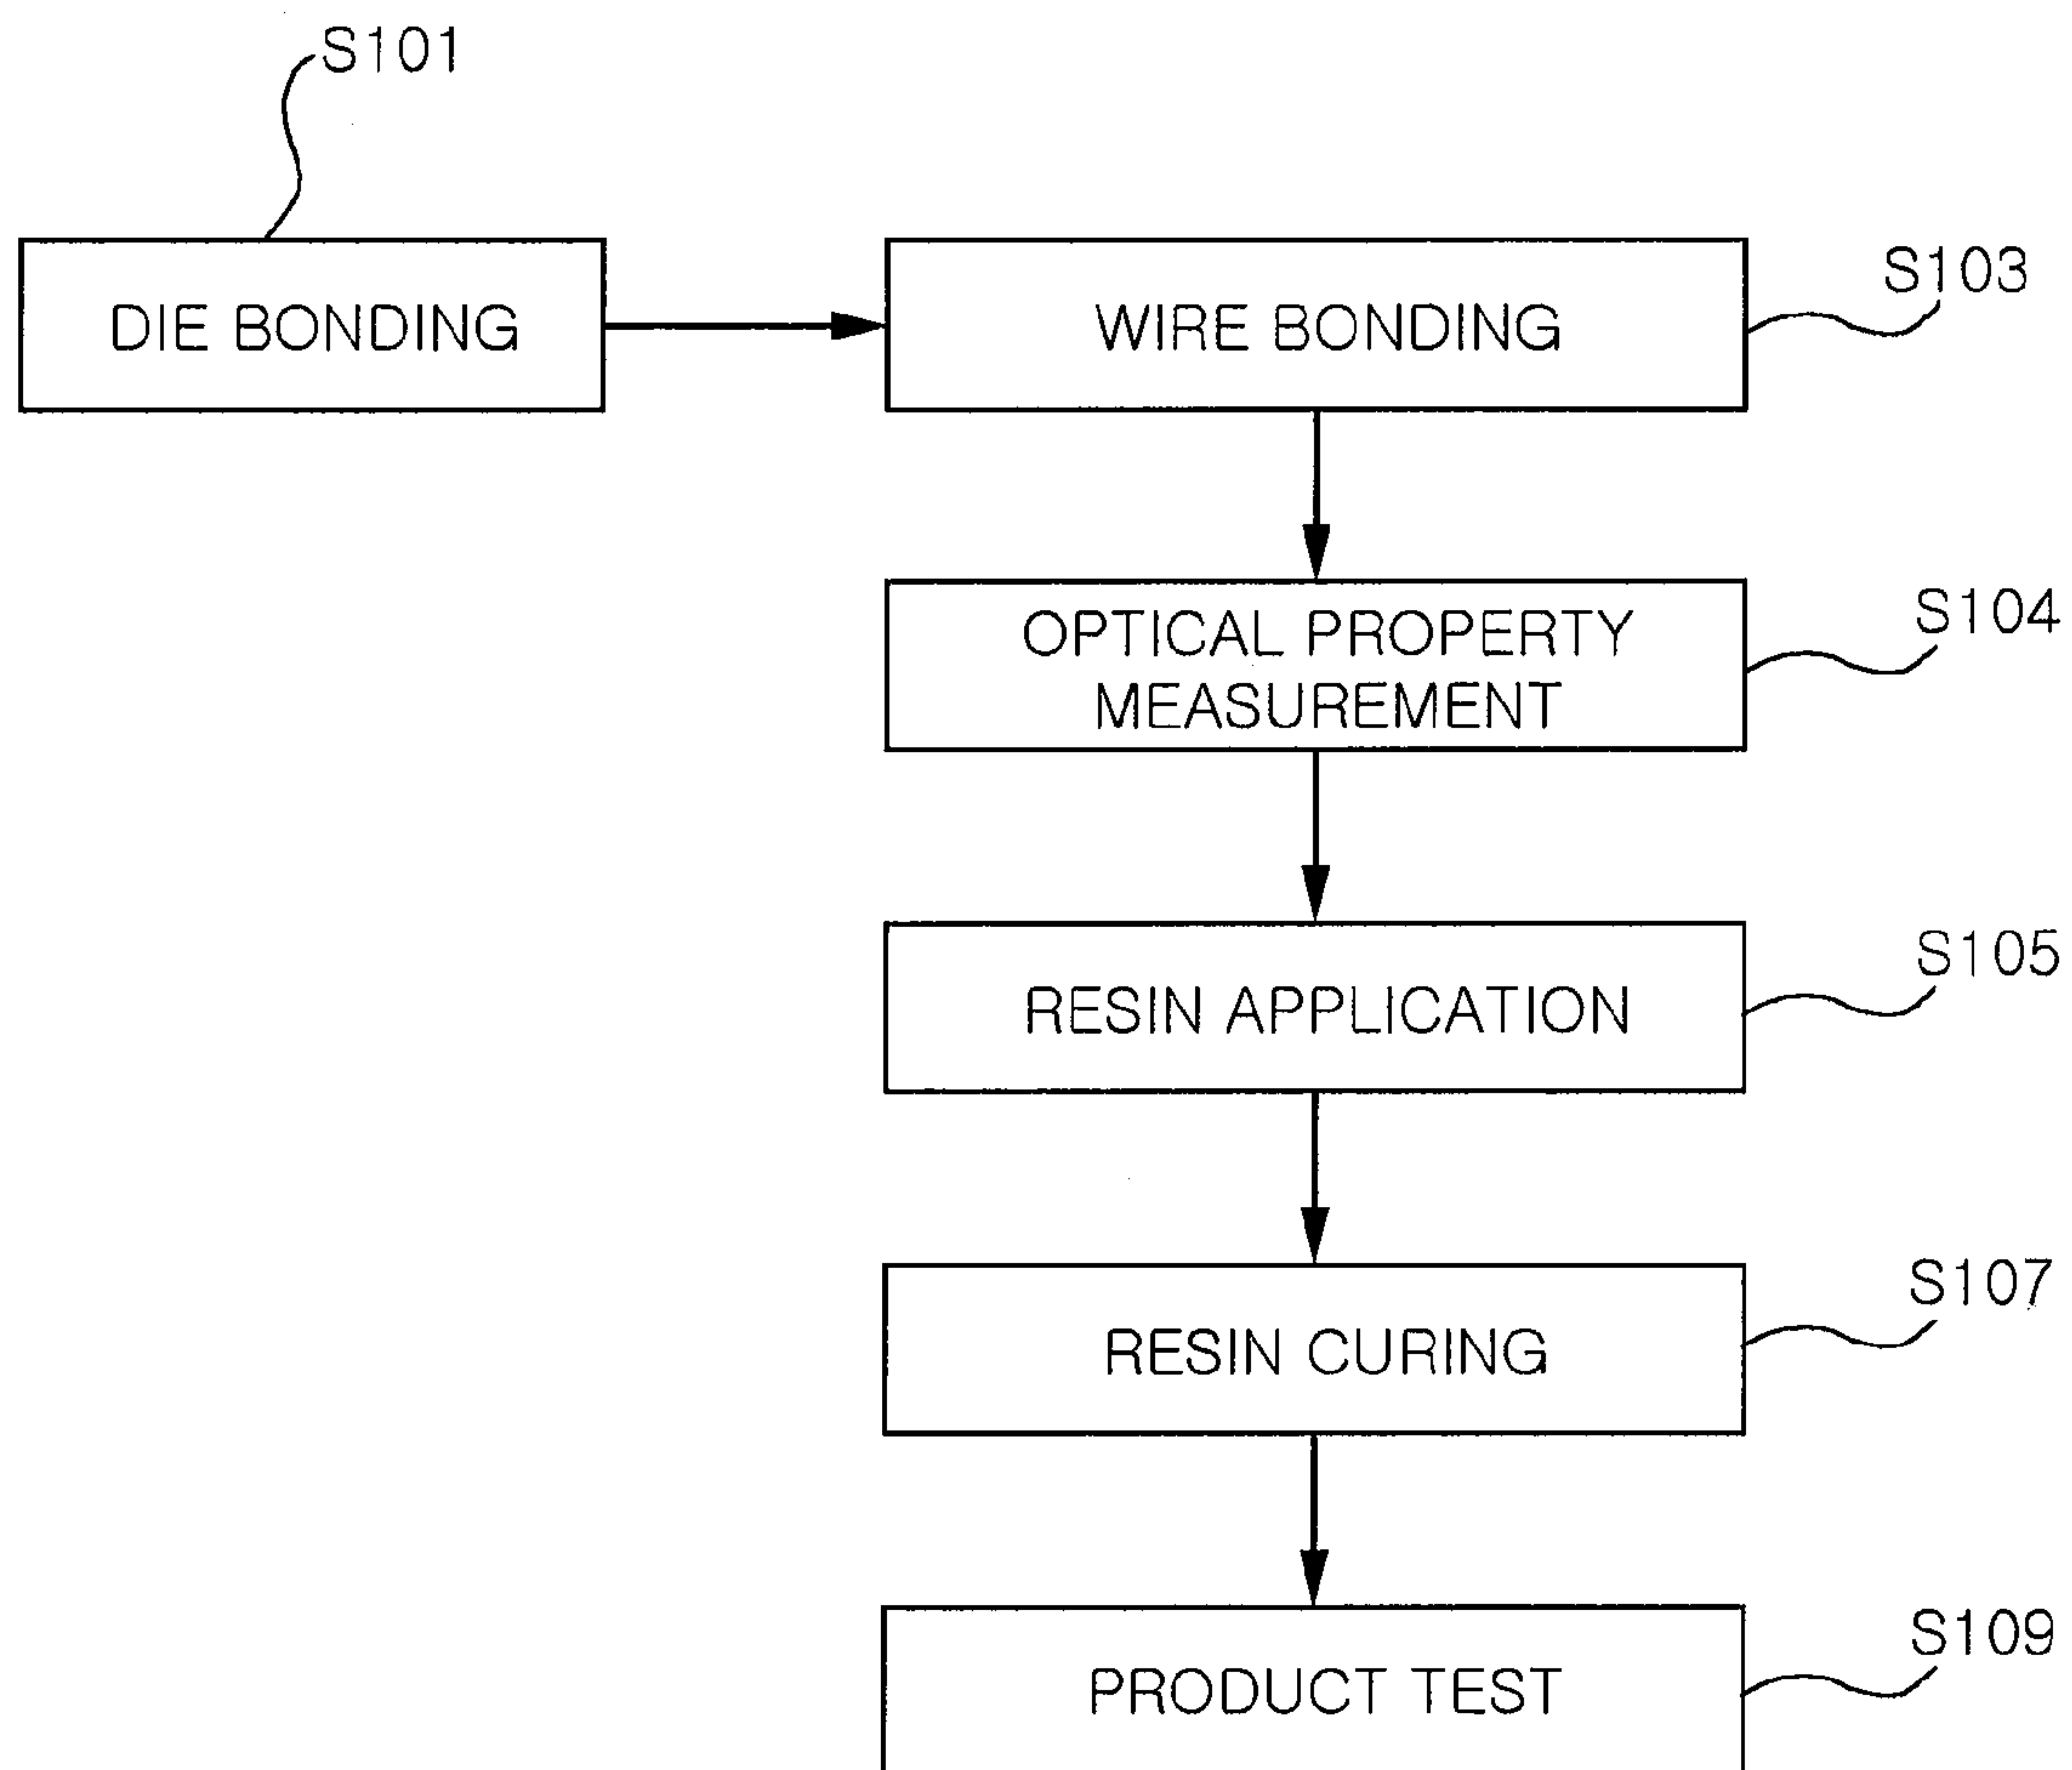 S101
DIE BONDING
WIRE BONDING
S103
OPTICAL PROPERTY
MEASUREMENT
S104
RESIN APPLICATION
S105
RESIN CURING
S107
PRODUCT TEST
S109